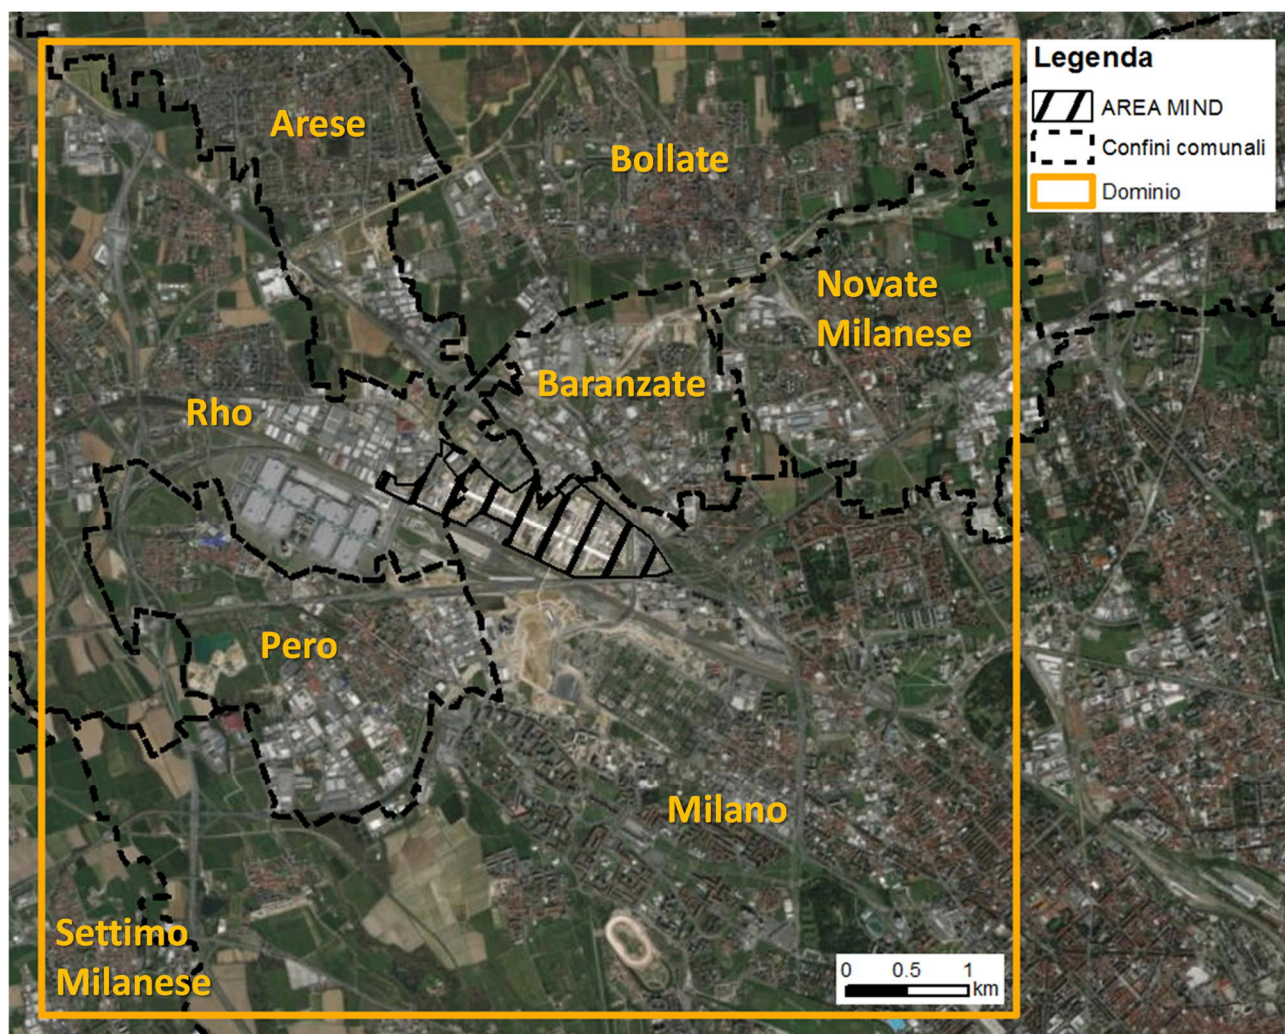 Legenda
AREA MIND
Confini comunali
Dominio
Arese
Bollate
Novate
Milanese
Baranzate
Rho
Pero
Milano
Settimo
Milanese
0 0.5 1
km